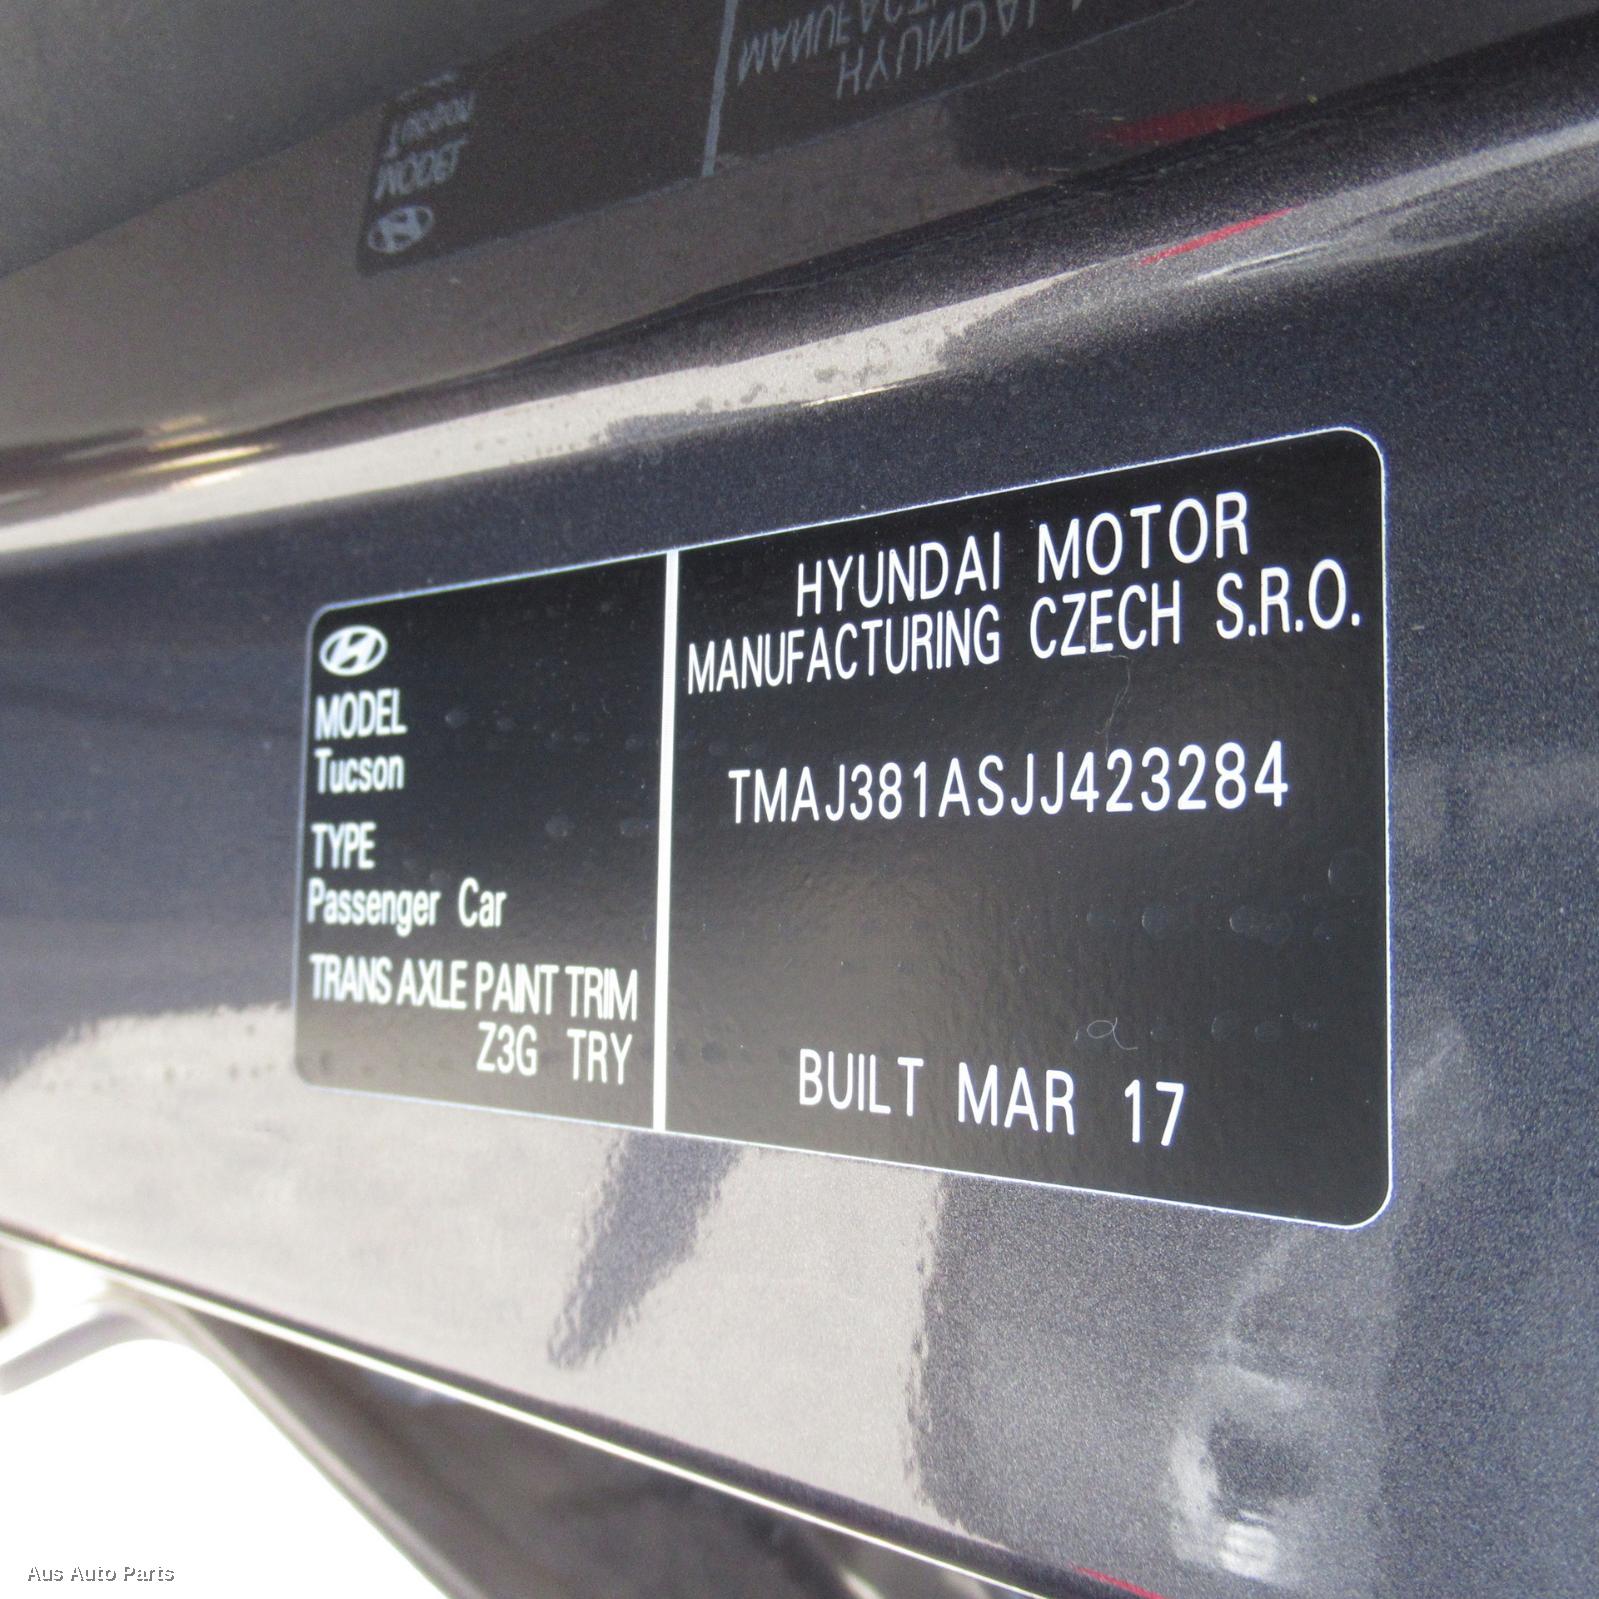 MODEL
Tucson
TYPE
Passenger Car
TRANS AXLE PAINT TRIM
Z3G TRY
HYUNDAI MOTOR
MANUFACTURING CZECH S.R.O.
TMAJ381ASJJ423284
BUILT MAR 17
Aus Auto Parts